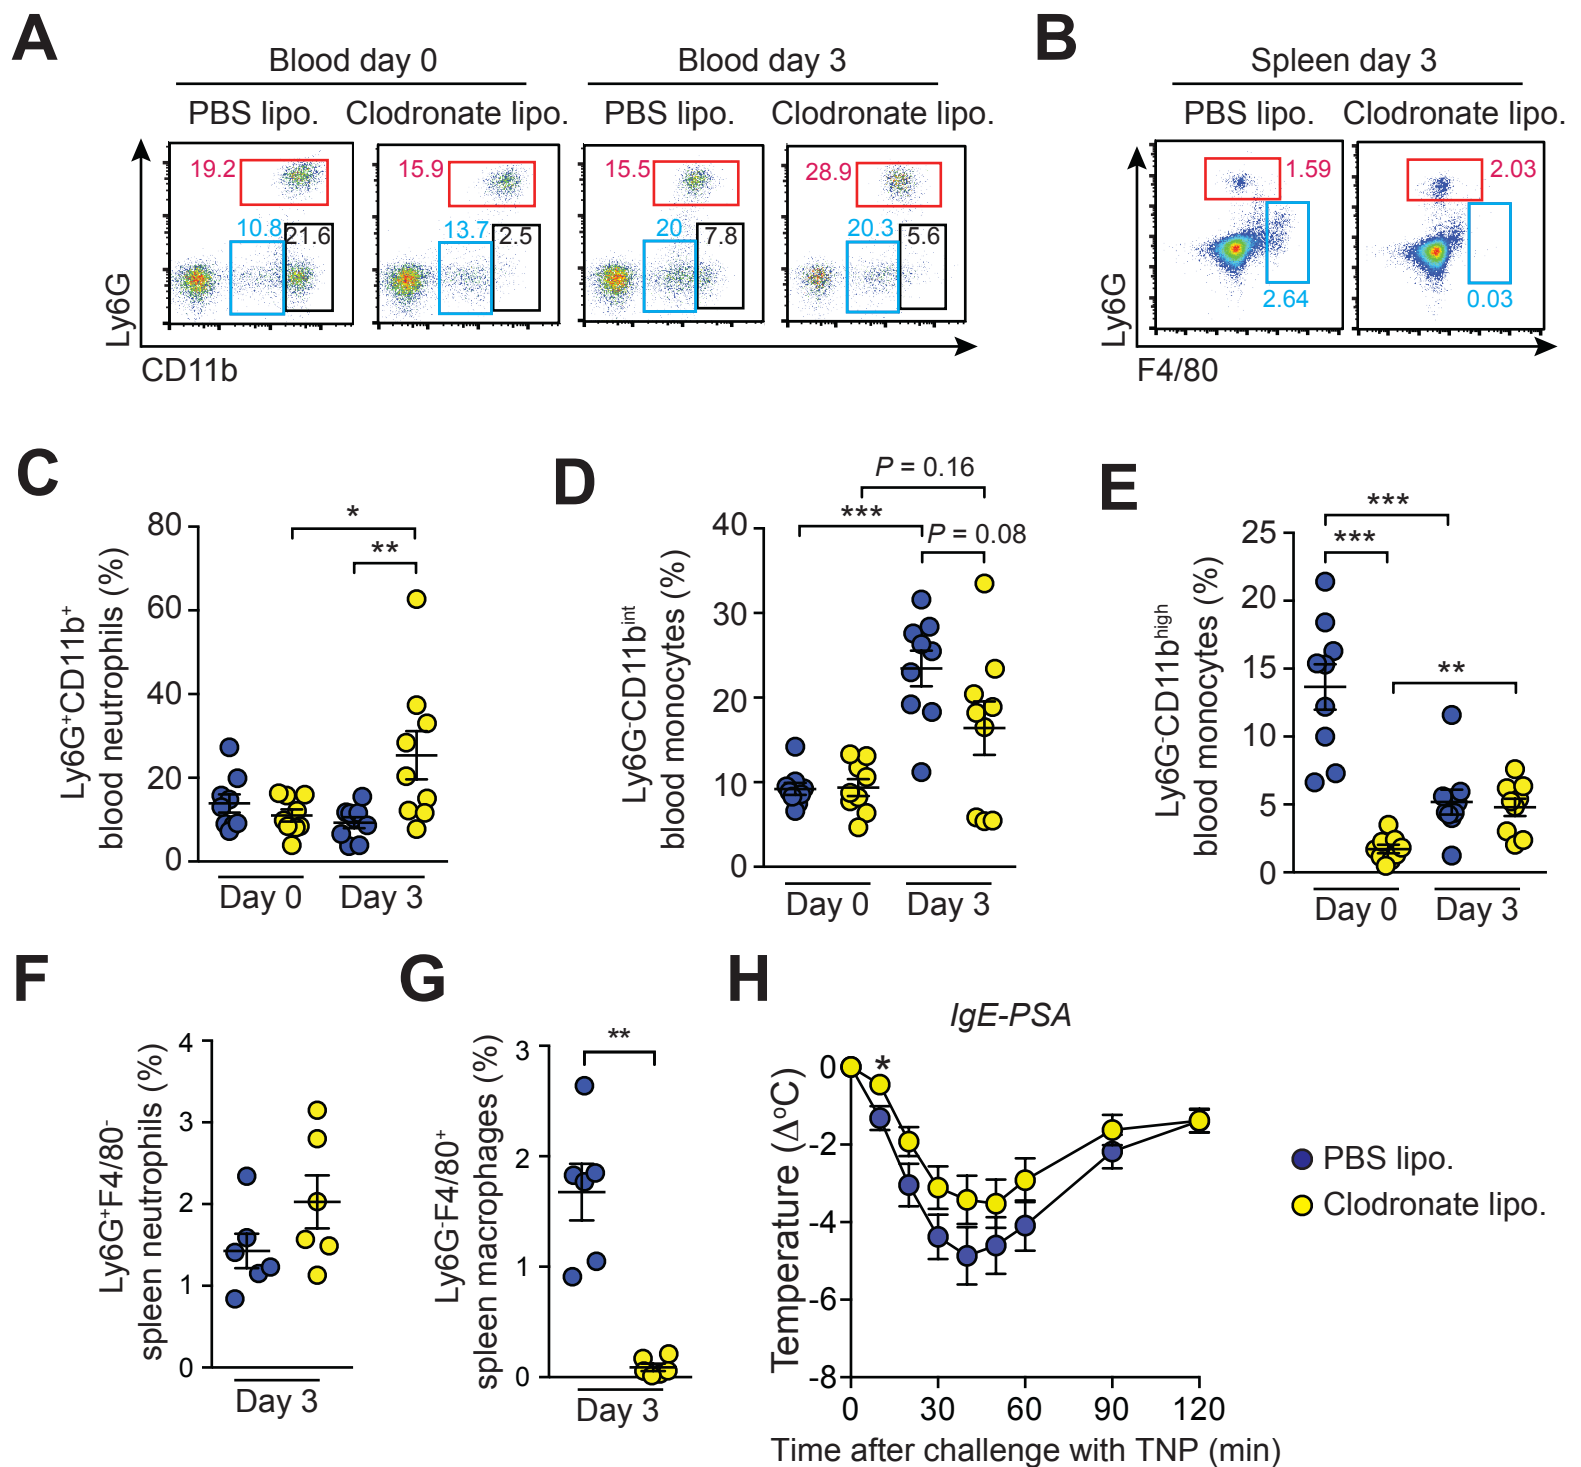 A
Blood day 0
Blood day 3
PBS lipo.
Clodronate lipo.
PBS lipo.
Clodronate lipo.
19.2
10.8
21.6
15.9
13.7
2.5
15.5
20
7.8
28.9
20.3
5.6
Ly6G
CD11b
B
Spleen day 3
PBS lipo.
Clodronate lipo.
1.59
2.64
2.03
0.03
Ly6G
F4/80
C
Ly6G⁺CD11b⁺
blood neutrophils (%)
80
60
40
20
0
*
**
Day 0
Day 3
D
Ly6G⁻CD11bⁱⁿᵗ
blood monocytes (%)
40
30
20
10
0
P = 0.16
***
P = 0.08
Day 0
Day 3
E
Ly6G⁻CD11bʰⁱᵍʰ
blood monocytes (%)
25
20
15
10
5
0
***
***
**
Day 0
Day 3
F
Ly6G⁺F4/80⁻
spleen neutrophils (%)
4
3
2
1
0
Day 3
G
Ly6G⁻F4/80⁺
spleen macrophages (%)
3
2
1
0
**
Day 3
H
IgE-PSA
Temperature (Δ°C)
0
-2
-4
-6
-8
*
0
30
60
90
120
Time after challenge with TNP (min)
PBS lipo.
Clodronate lipo.